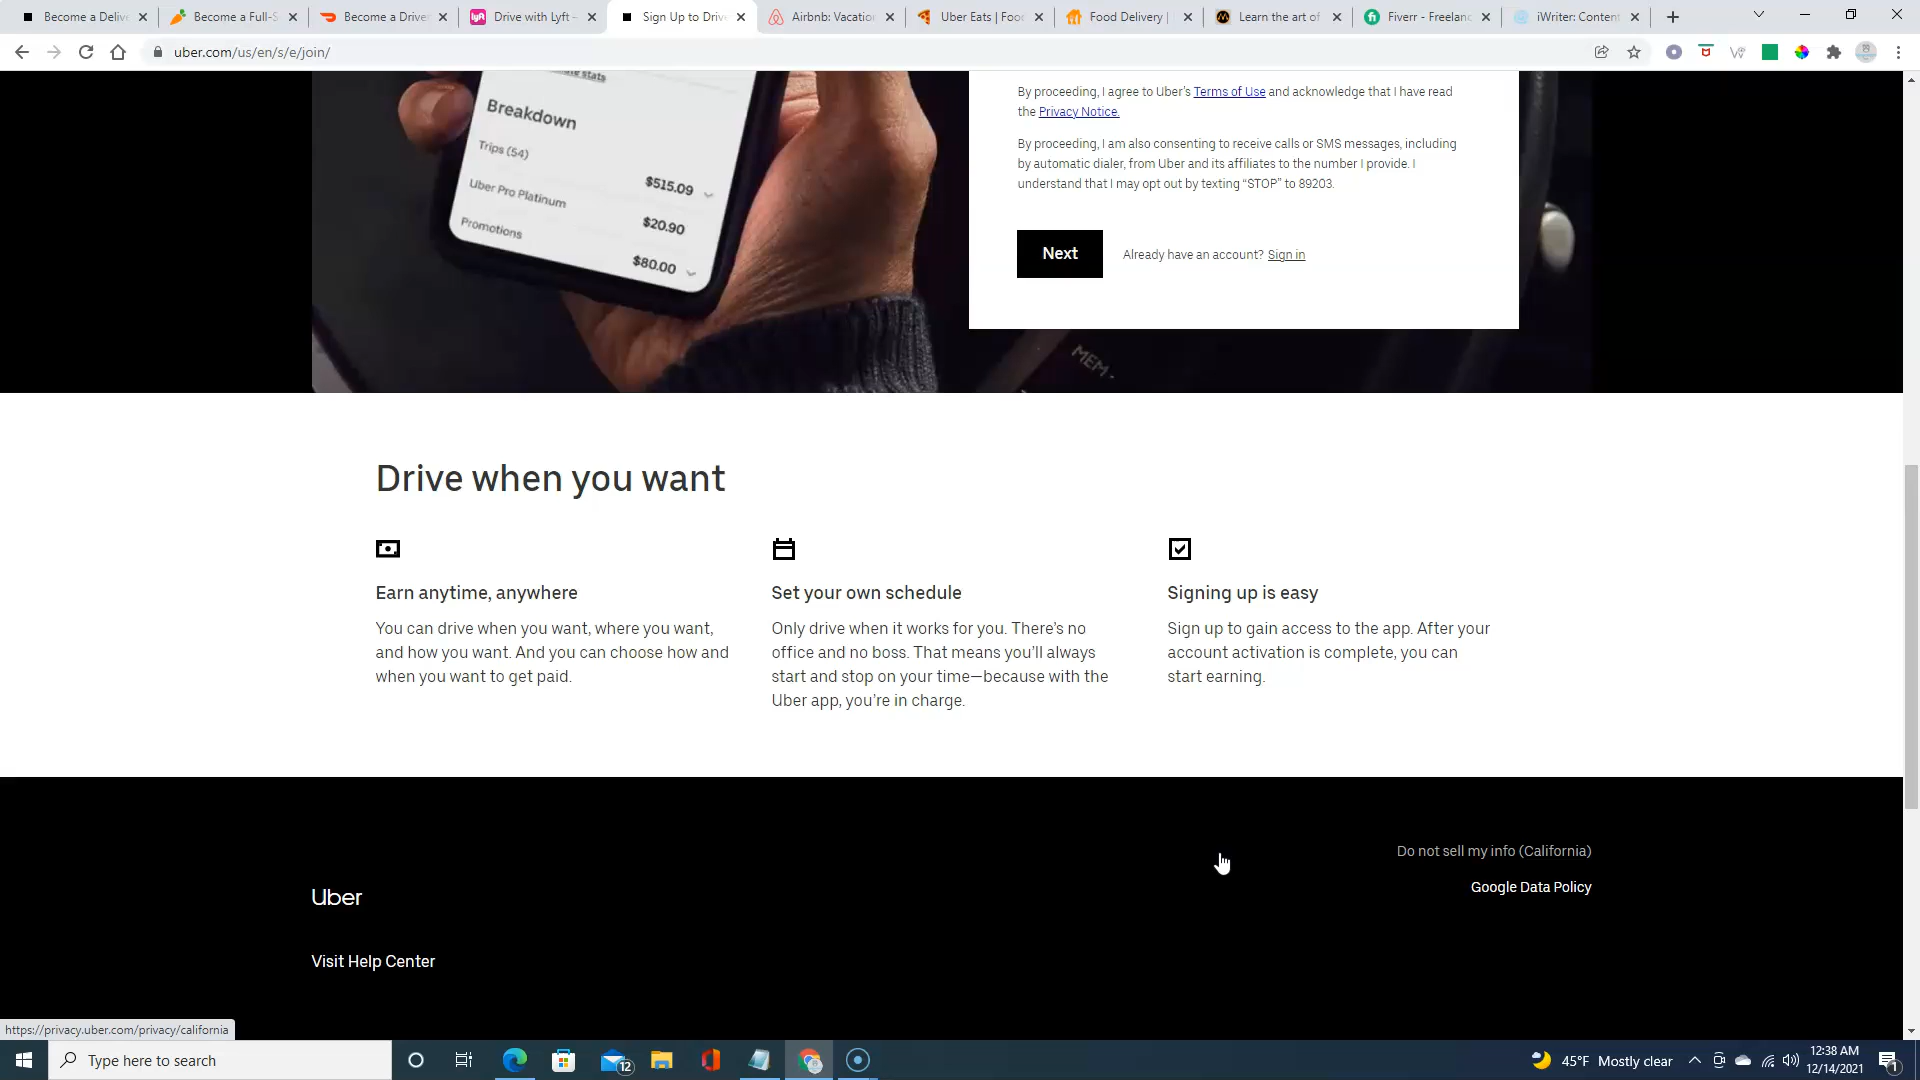 Become a Delive
Become a Full-S
Become a Drive
Drive with Lyft -
Sign Up to Driv
Airbnb: Vacatio
Uber Eats | Foo
Food Delivery |
Learn the art of
Fiverr - Freelanc
iWriter: Content
uber.com/us/en/s/e/join/
stats
Breakdown
Trips (54)
$515.09
Uber Pro Platinum
$20.90
Promotions
$80.00
By proceeding, I agree to Uber's Terms of Use and acknowledge that I have read
the Privacy Notice.
By proceeding, I am also consenting to receive calls or SMS messages, including
by automatic dialer, from Uber and its affiliates to the number I provide. I
understand that I may opt out by texting “STOP” to 89203.
Next
Already have an account? Sign in
MEM
Drive when you want
Earn anytime, anywhere
You can drive when you want, where you want,
and how you want. And you can choose how and
when you want to get paid.
Set your own schedule
Only drive when it works for you. There's no
office and no boss. That means you'll always
start and stop on your time—because with the
Uber app, you're in charge.
Signing up is easy
Sign up to gain access to the app. After your
account activation is complete, you can
start earning.
Do not sell my info (California)
Google Data Policy
Uber
Visit Help Center
https://privacy.uber.com/privacy/california
Type here to search
12
45°F Mostly clear
12:38 AM
12/14/2021
1